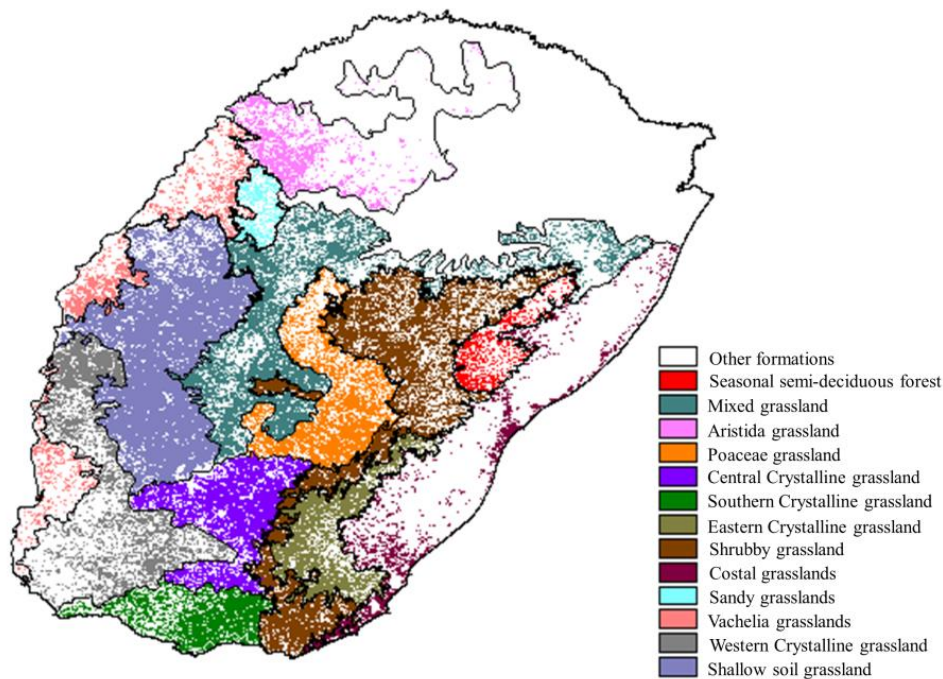 Other formations
Seasonal semi-deciduous forest
Mixed grassland
Aristida grassland
Poaceae grassland
Central Crystalline grassland
Southern Crystalline grassland
Eastern Crystalline grassland
Shrubby grassland
Costal grasslands
Sandy grasslands
Vachelia grasslands
Western Crystalline grassland
Shallow soil grassland